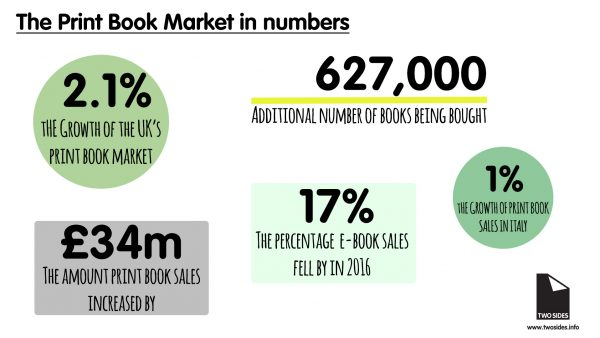 The Print Book Market in numbers
2.1%
thE Growth of the UK's
print book market
627,000
Additional number of books being bought
£34m
The amount print book sales
increased by
17%
The percentage e-book sales
fell by in 2016
1%
the growth of print book
sales in Italy
TWO SIDES
www.twosides.info